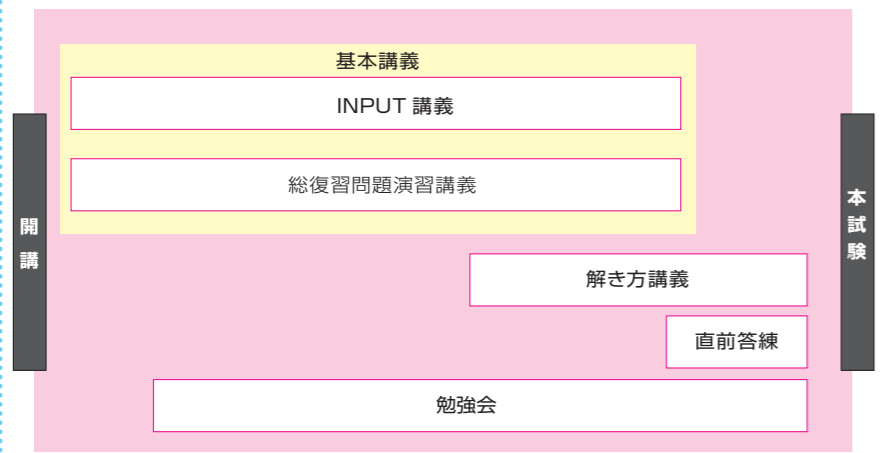 基本講義
INPUT 講義
総復習問題演習講義
開講
本試験
解き方講義
直前答練
勉強会